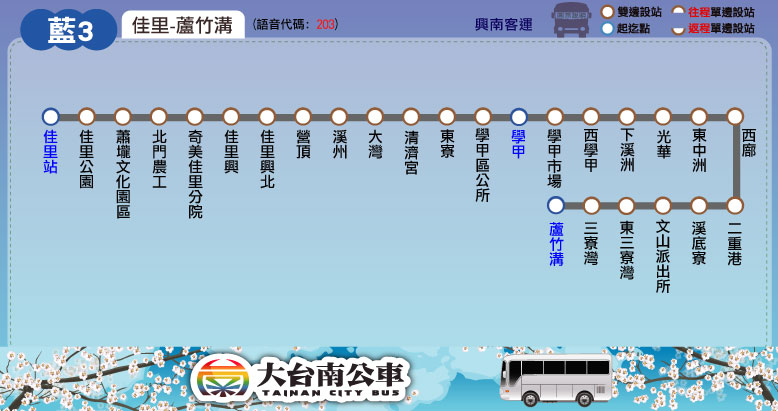 藍3
佳里-蘆竹溝
(語音代碼: 203)
興南客運
雙邊設站
往程單邊設站
起迄點
返程單邊設站
佳里站
佳里公園
蕭壠文化園區
北門農工
奇美佳里分院
佳里興
佳里興北
營頂
溪州
大灣
清濟宮
東寮
學甲區公所
學甲
學甲市場
西學甲
下溪洲
光華
東中洲
西廍
二重港
溪底寮
文山派出所
東三寮灣
三寮灣
蘆竹溝
大台南公車
TAINAN CITY BUS